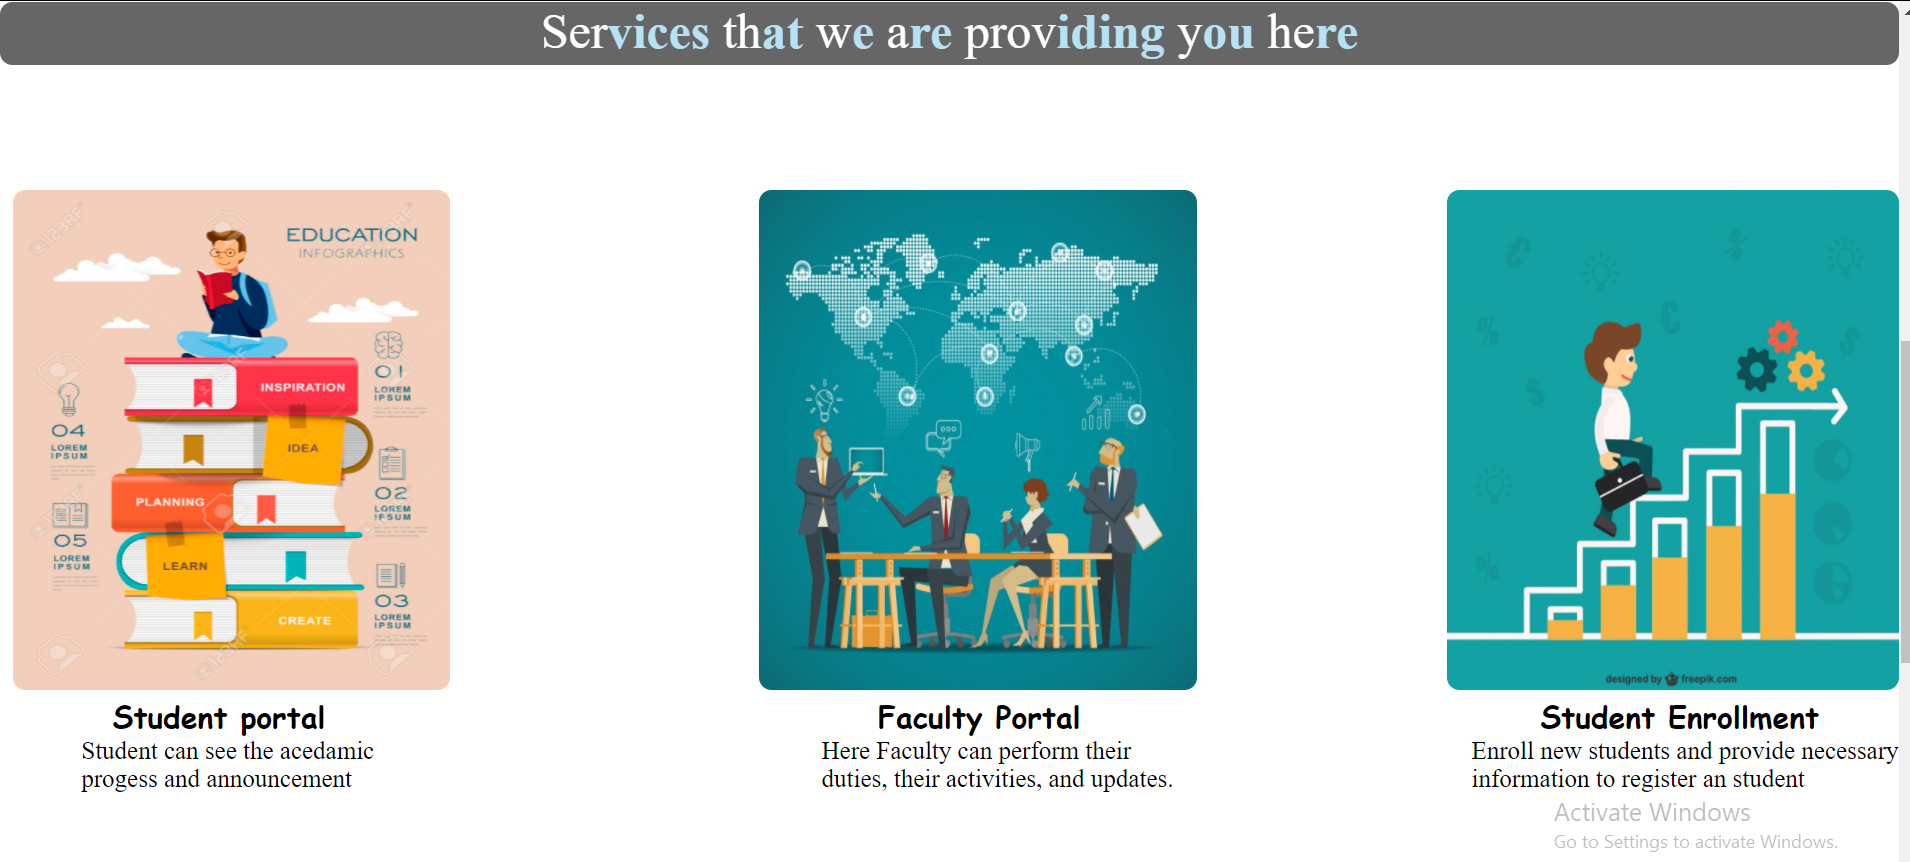 Services that we are providing you here
EDUCATION
INFOGRAPHICS
INSPIRATION
IDEA
PLANNING
LEARN
CREATE
01
LOREM
IPSUM
02
LOREM
IPSUM
03
LOREM
IPSUM
04
LOREM
IPSUM
05
LOREM
IPSUM
123RF
123RF
123RF
designed by freepik.com
Student portal
Student can see the acedamic
progess and announcement
Faculty Portal
Here Faculty can perform their
duties, their activities, and updates.
Student Enrollment
Enroll new students and provide necessary
information to register an student
Activate Windows
Go to Settings to activate Windows.